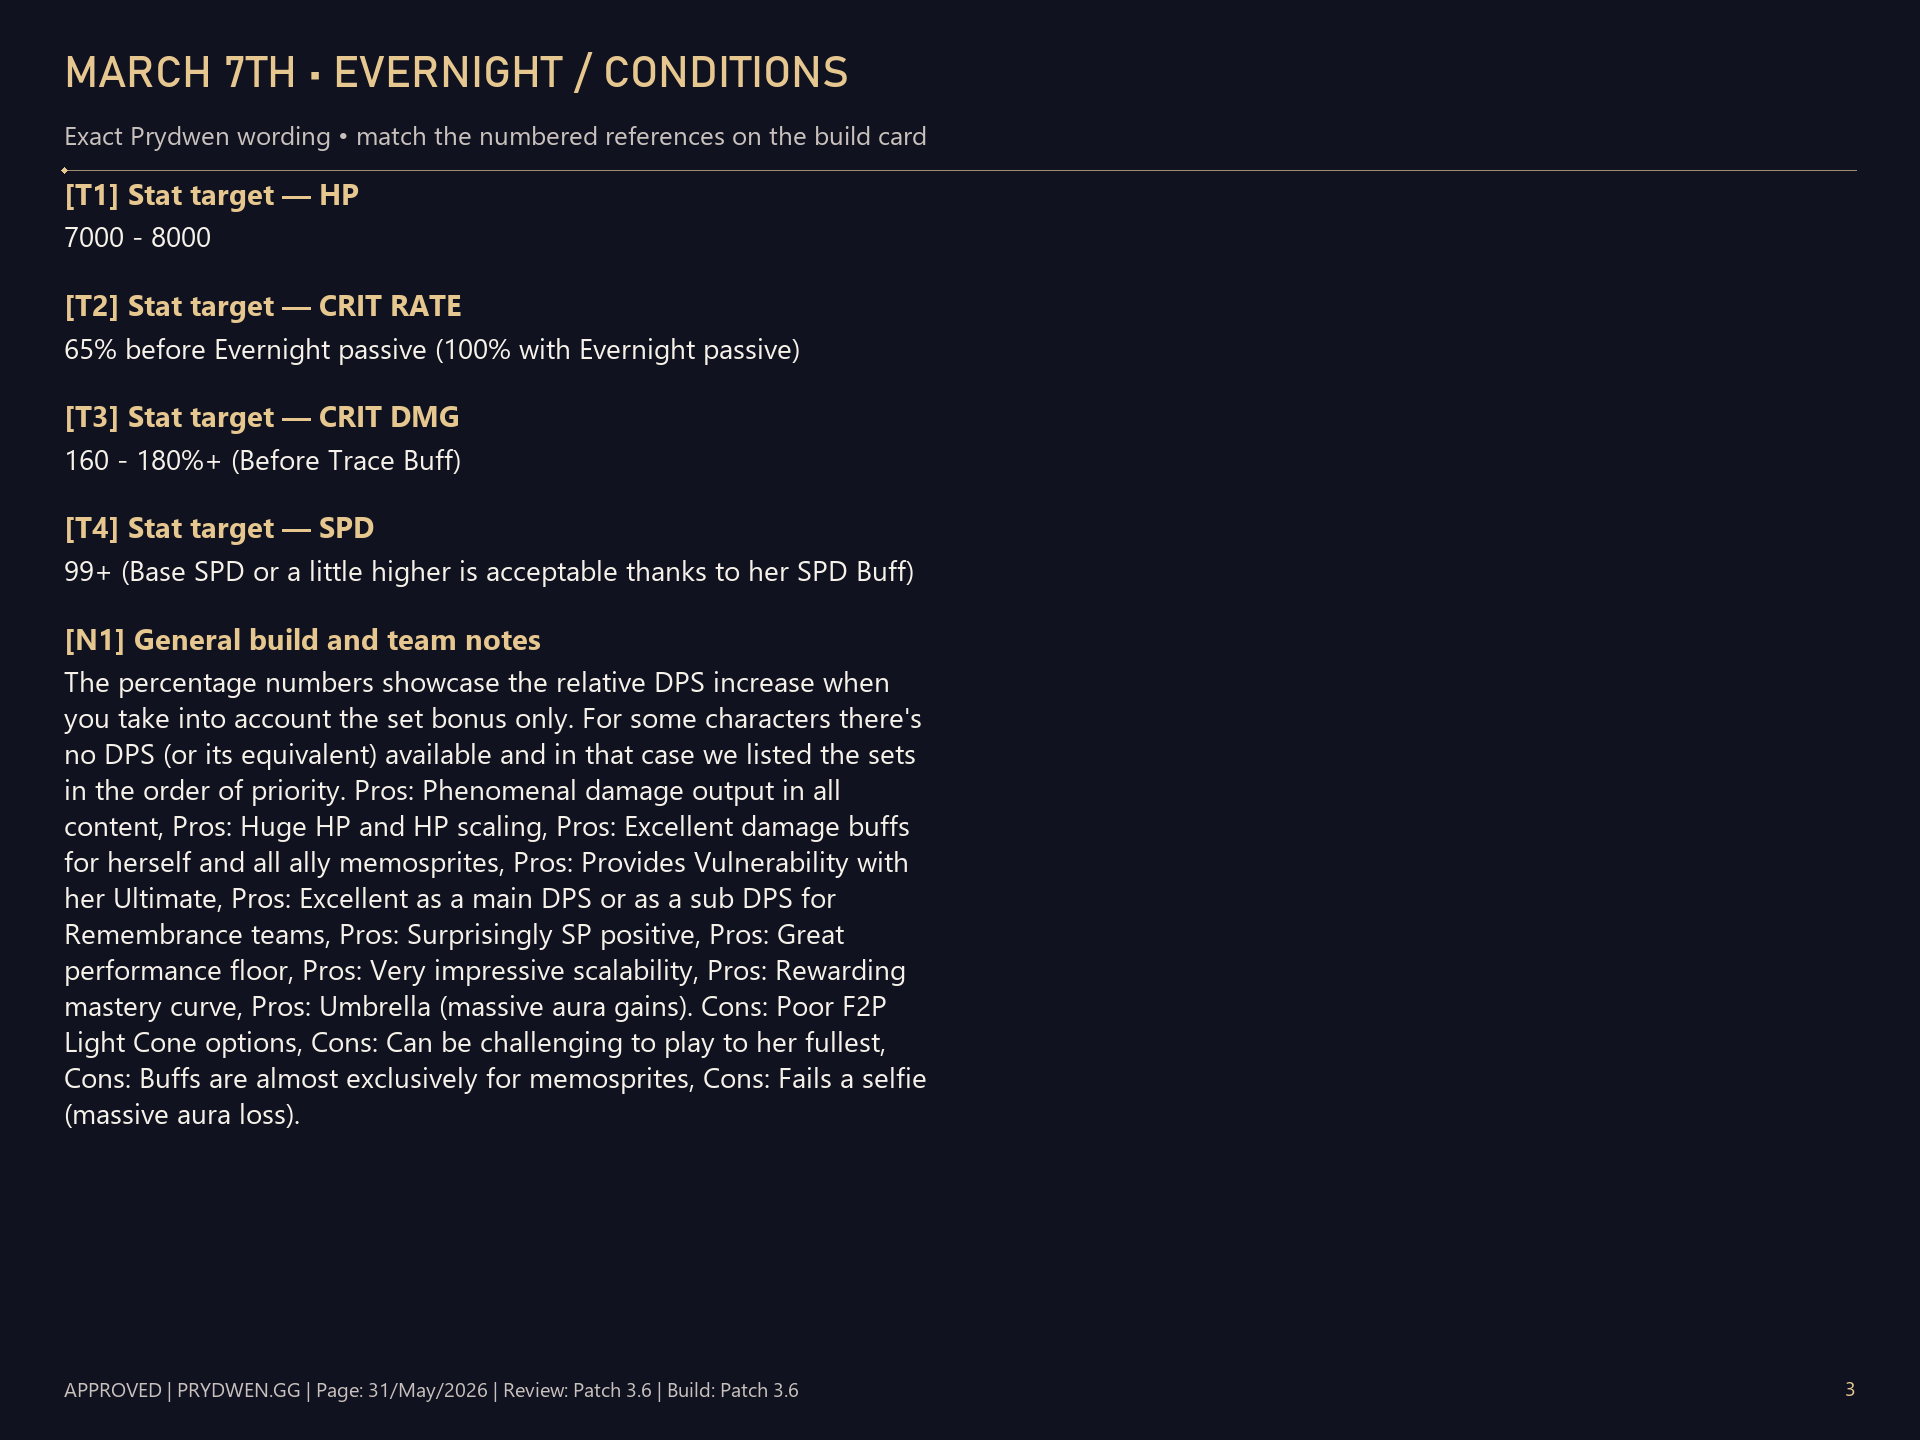 MARCH 7TH · EVERNIGHT / CONDITIONS
Exact Prydwen wording • match the numbered references on the build card
[T1] Stat target — HP
7000 - 8000
[T2] Stat target — CRIT RATE
65% before Evernight passive (100% with Evernight passive)
[T3] Stat target — CRIT DMG
160 - 180%+ (Before Trace Buff)
[T4] Stat target — SPD
99+ (Base SPD or a little higher is acceptable thanks to her SPD Buff)
[N1] General build and team notes
The percentage numbers showcase the relative DPS increase when
you take into account the set bonus only. For some characters there's
no DPS (or its equivalent) available and in that case we listed the sets
in the order of priority. Pros: Phenomenal damage output in all
content, Pros: Huge HP and HP scaling, Pros: Excellent damage buffs
for herself and all ally memosprites, Pros: Provides Vulnerability with
her Ultimate, Pros: Excellent as a main DPS or as a sub DPS for
Remembrance teams, Pros: Surprisingly SP positive, Pros: Great
performance floor, Pros: Very impressive scalability, Pros: Rewarding
mastery curve, Pros: Umbrella (massive aura gains). Cons: Poor F2P
Light Cone options, Cons: Can be challenging to play to her fullest,
Cons: Buffs are almost exclusively for memosprites, Cons: Fails a selfie
(massive aura loss).
APPROVED | PRYDWEN.GG | Page: 31/May/2026 | Review: Patch 3.6 | Build: Patch 3.6
3